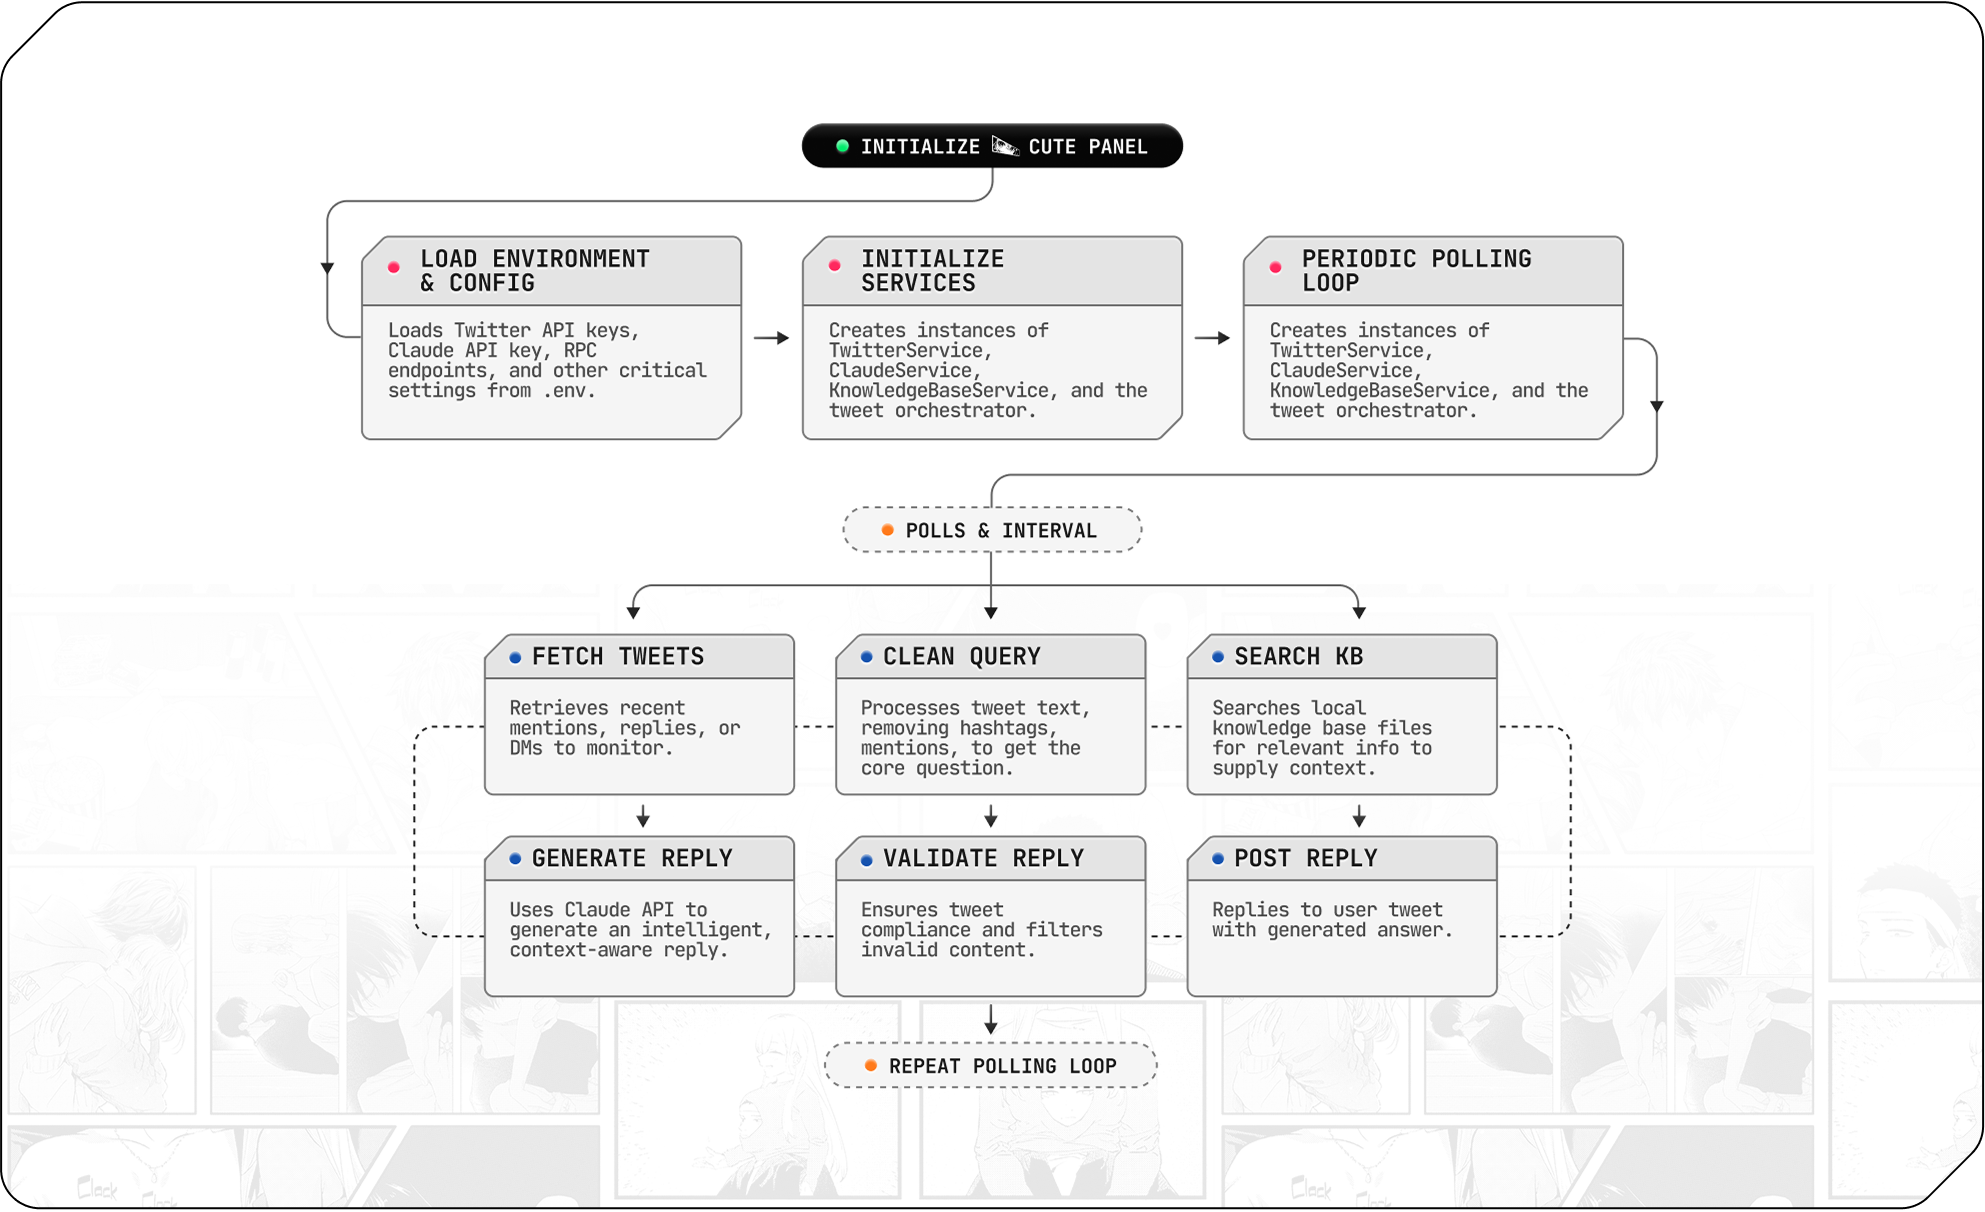 INITIALIZE CUTE PANEL
LOAD ENVIRONMENT
& CONFIG
Loads Twitter API keys,
Claude API key, RPC
endpoints, and other critical
settings from .env.
INITIALIZE
SERVICES
Creates instances of
TwitterService,
ClaudeService,
KnowledgeBaseService, and the
tweet orchestrator.
PERIODIC POLLING
LOOP
Creates instances of
TwitterService,
ClaudeService,
KnowledgeBaseService, and the
tweet orchestrator.
POLLS & INTERVAL
FETCH TWEETS
Retrieves recent
mentions, replies, or
DMs to monitor.
CLEAN QUERY
Processes tweet text,
removing hashtags,
mentions, to get the
core question.
SEARCH KB
Searches local
knowledge base files
for relevant info to
supply context.
GENERATE REPLY
Uses Claude API to
generate an intelligent,
context-aware reply.
VALIDATE REPLY
Ensures tweet
compliance and filters
invalid content.
POST REPLY
Replies to user tweet
with generated answer.
REPEAT POLLING LOOP
Clack
Clack
Clack
Clack